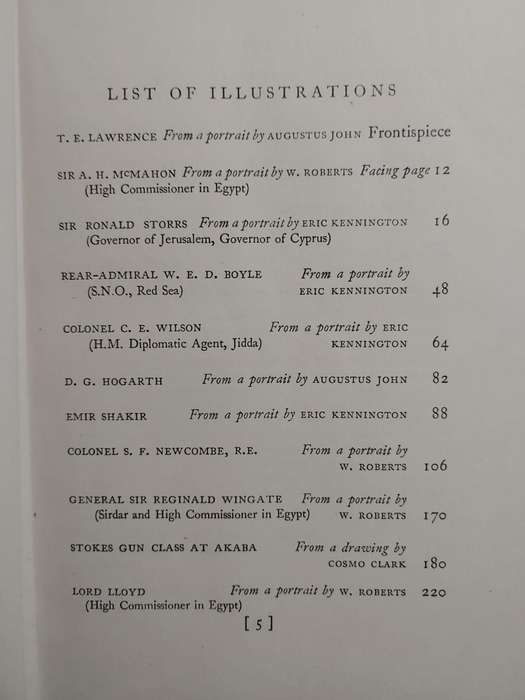 LIST OF ILLUSTRATIONS
T. E. LAWRENCE From a portrait by AUGUSTUS JOHN Frontispiece
SIR A. H. McMAHON From a portrait by W. ROBERTS Facing page 12
(High Commissioner in Egypt)
SIR RONALD STORRS From a portrait by ERIC KENNINGTON 16
(Governor of Jerusalem, Governor of Cyprus)
REAR-ADMIRAL W. E. D. BOYLE From a portrait by
(S.N.O., Red Sea) ERIC KENNINGTON 48
COLONEL C. E. WILSON From a portrait by ERIC
(H.M. Diplomatic Agent, Jidda) KENNINGTON 64
D. G. HOGARTH From a portrait by AUGUSTUS JOHN 82
EMIR SHAKIR From a portrait by ERIC KENNINGTON 88
COLONEL S. F. NEWCOMBE, R.E. From a portrait by
W. ROBERTS 106
GENERAL SIR REGINALD WINGATE From a portrait by
(Sirdar and High Commissioner in Egypt) W. ROBERTS 170
STOKES GUN CLASS AT AKABA From a drawing by
COSMO CLARK 180
LORD LLOYD From a portrait by W. ROBERTS 220
(High Commissioner in Egypt)
[ 5 ]